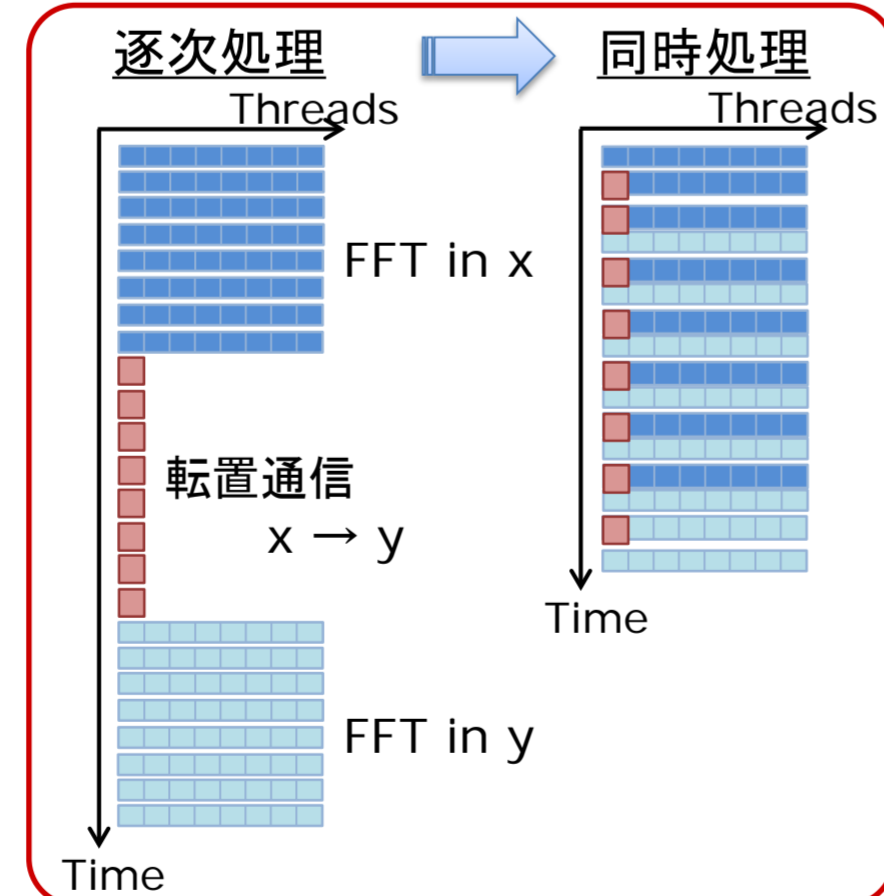 逐次処理
同時処理
Threads
Threads
FFT in x
転置通信
x → y
Time
FFT in y
Time